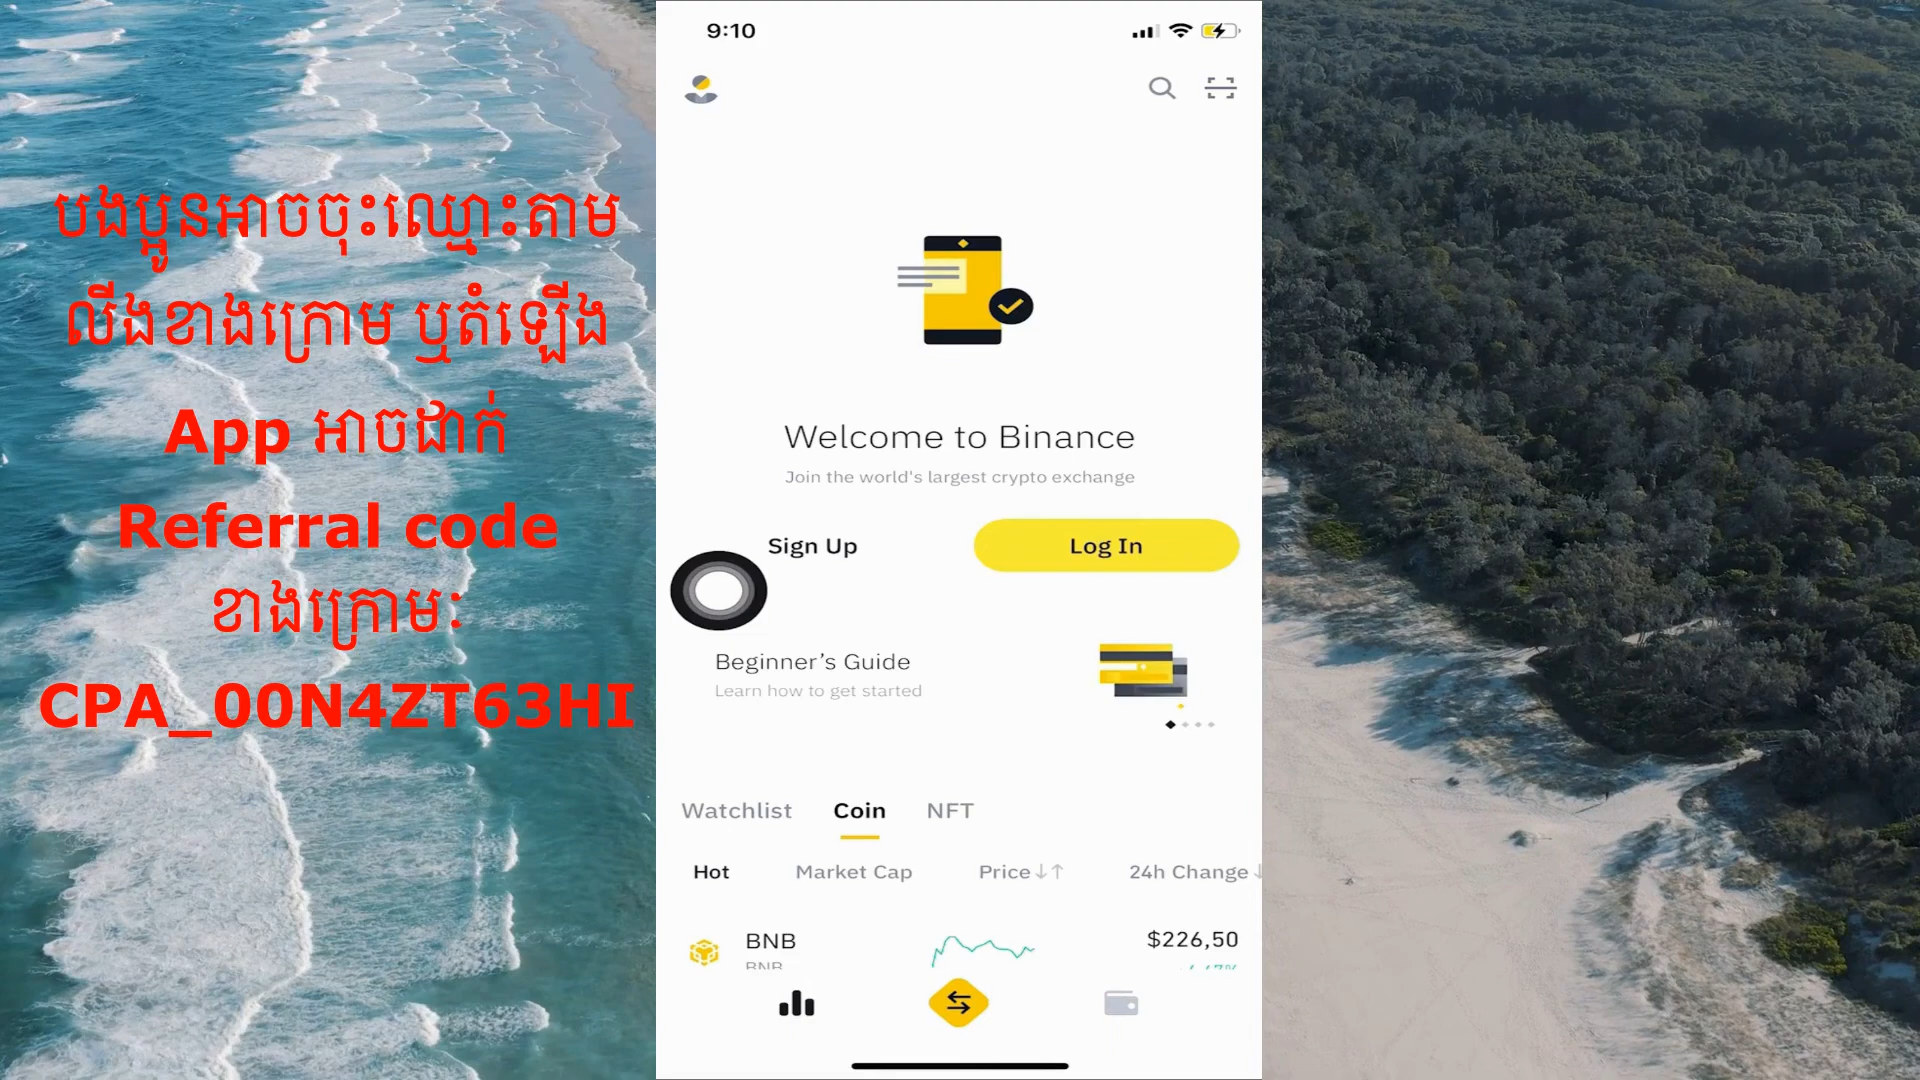 បងប្អូនអាចចុះឈ្មោះតាម
លីងខាងក្រោម ឬតំឡើង
App អាចដាក់
Referral code
ខាងក្រោមៈ
CPA_00N4ZT63HI
9:10
Welcome to Binance
Join the world's largest crypto exchange
Sign Up
Log In
Beginner’s Guide
Learn how to get started
Watchlist Coin NFT
Hot Market Cap Price↓↑ 24h Change
BNB $226,50
BNB